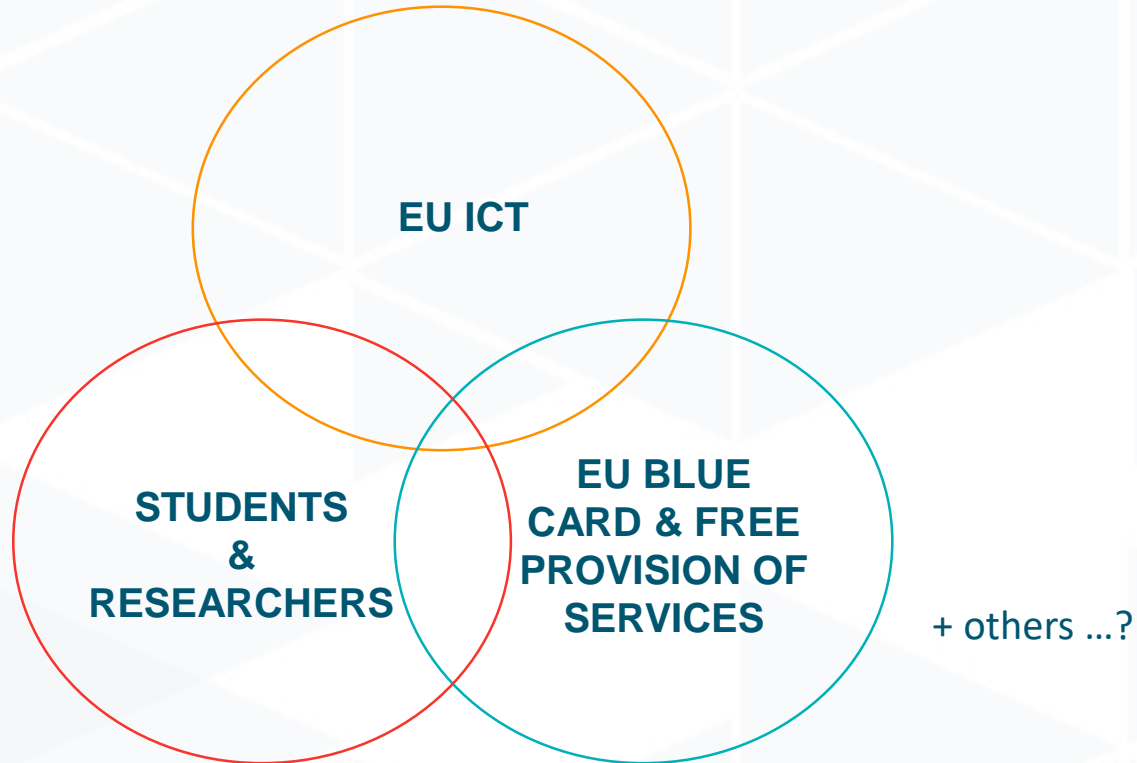 EU ICT
STUDENTS
&
RESEARCHERS
EU BLUE
CARD & FREE
PROVISION OF
SERVICES
+ others ...?